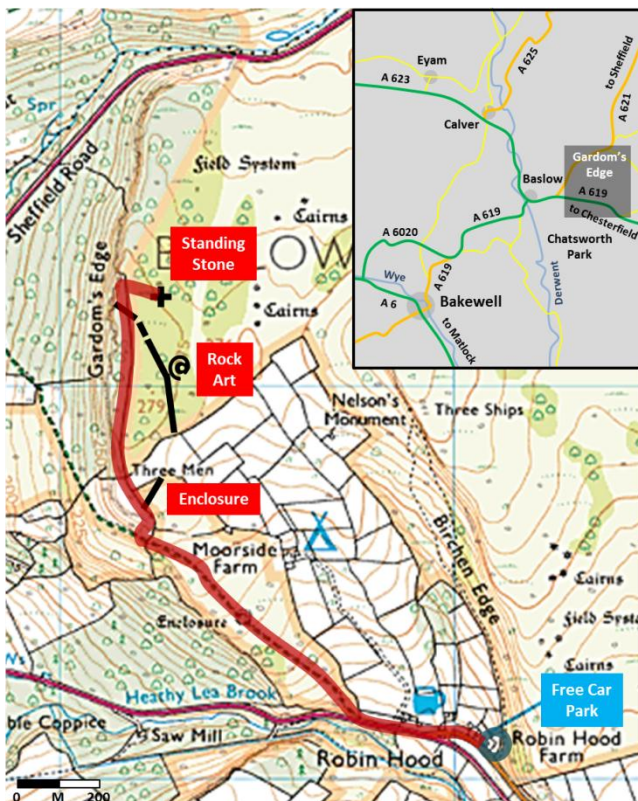 Spr
Sheffield Road
Field System
Cairns
Standing
Stone
Gardom's Edge
Cairns
Rock
Art
@
279
Nelson's
Monument
Three Ships
Three Men
Enclosure
Moorside
Farm
Birchen Edge
Cairns
Enclosure
Field System
Cairns
Heathy Lea Brook
Free Car
Park
ble Coppice
Saw Mill
Robin Hood
Robin Hood
Farm
0 M 200
Eyam
A 623
A 625
to Sheffield
A 621
Calver
Gardom's
Edge
Baslow
A 619
to Chesterfield
A 619
A 6020
Chatsworth
Park
A 619
Wye
A 6
Bakewell
to Matlock
Derwent